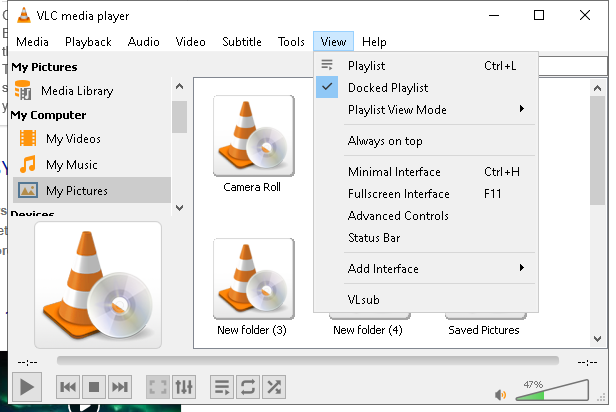 VLC media player
Media Playback Audio Video Subtitle Tools View Help
My Pictures
Media Library
My Computer
My Videos
My Music
My Pictures
Devices
Camera Roll
New folder (3)
New folder (4)
Saved Pictures
Playlist Ctrl+L
Docked Playlist
Playlist View Mode
Always on top
Minimal Interface Ctrl+H
Fullscreen Interface F11
Advanced Controls
Status Bar
Add Interface
VLsub
--:-- --:--
47%